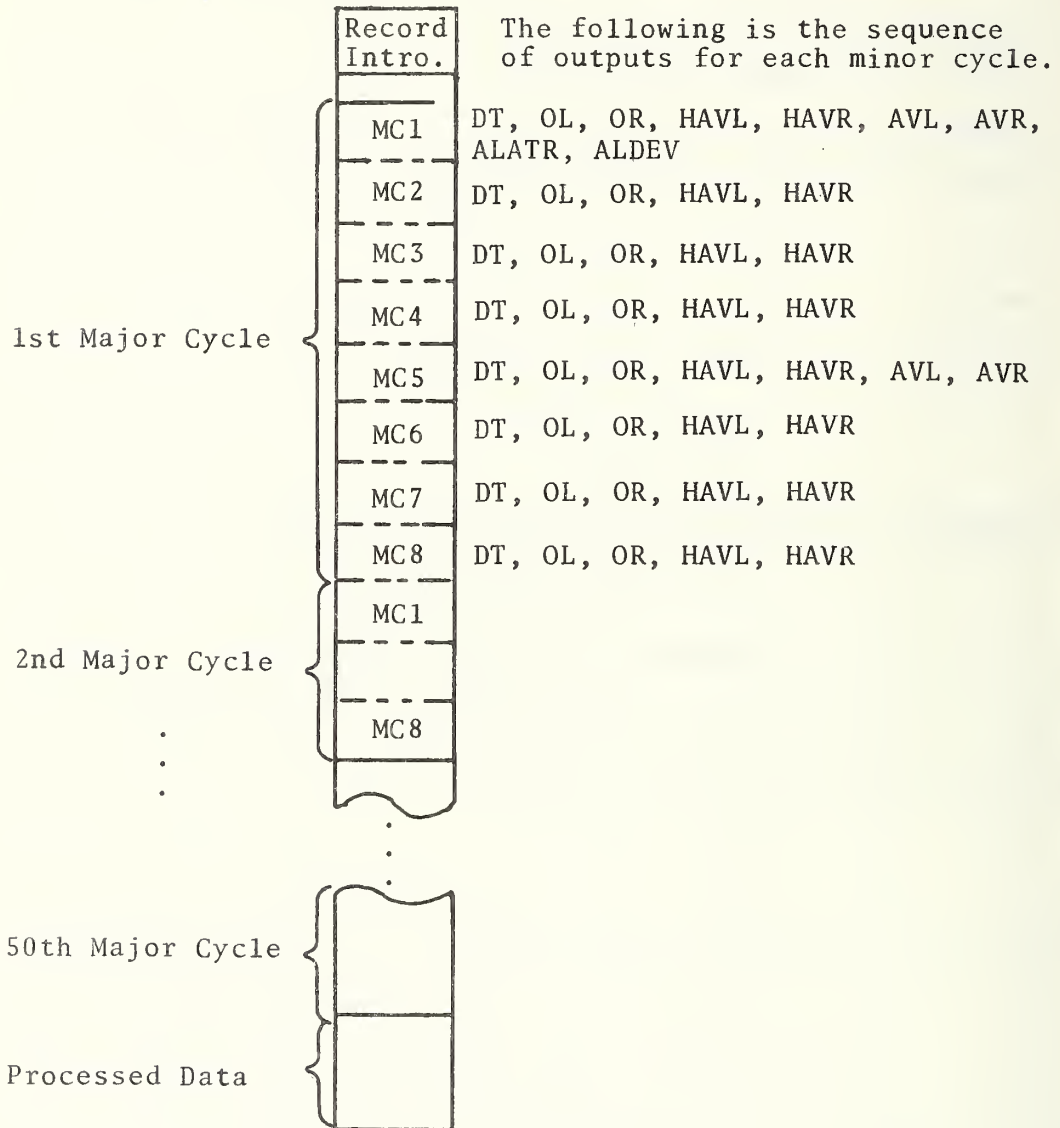 Record
Intro.
The following is the sequence
of outputs for each minor cycle.
MC1
DT, OL, OR, HAVL, HAVR, AVL, AVR,
ALATR, ALDEV
MC2
DT, OL, OR, HAVL, HAVR
MC3
DT, OL, OR, HAVL, HAVR
1st Major Cycle
MC4
DT, OL, OR, HAVL, HAVR
MC5
DT, OL, OR, HAVL, HAVR, AVL, AVR
MC6
DT, OL, OR, HAVL, HAVR
MC7
DT, OL, OR, HAVL, HAVR
MC8
DT, OL, OR, HAVL, HAVR
2nd Major Cycle
MC1
MC8
.
.
.
.
.
.
50th Major Cycle
Processed Data